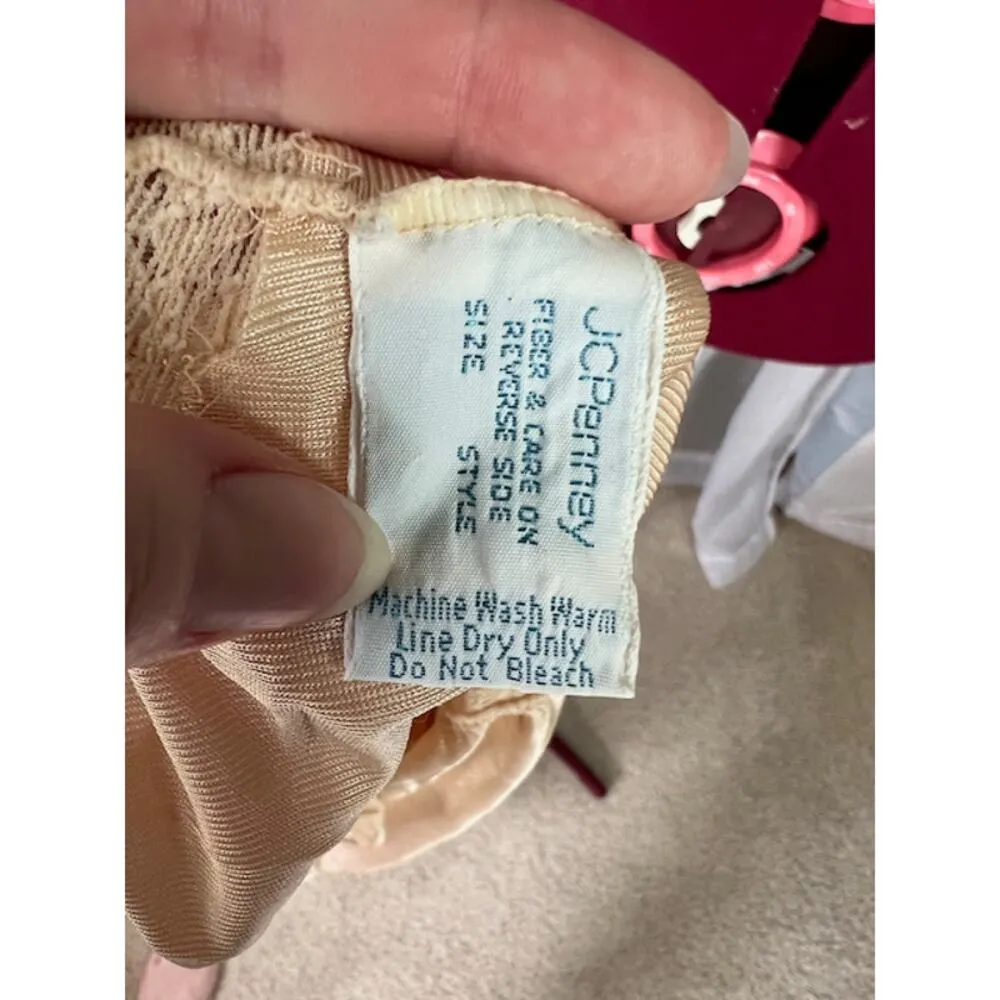 JCPenney
FIBER & CARE ON
REVERSE SIDE
SIZE STYLE
Machine Wash Warm
Line Dry Only
Do Not Bleach